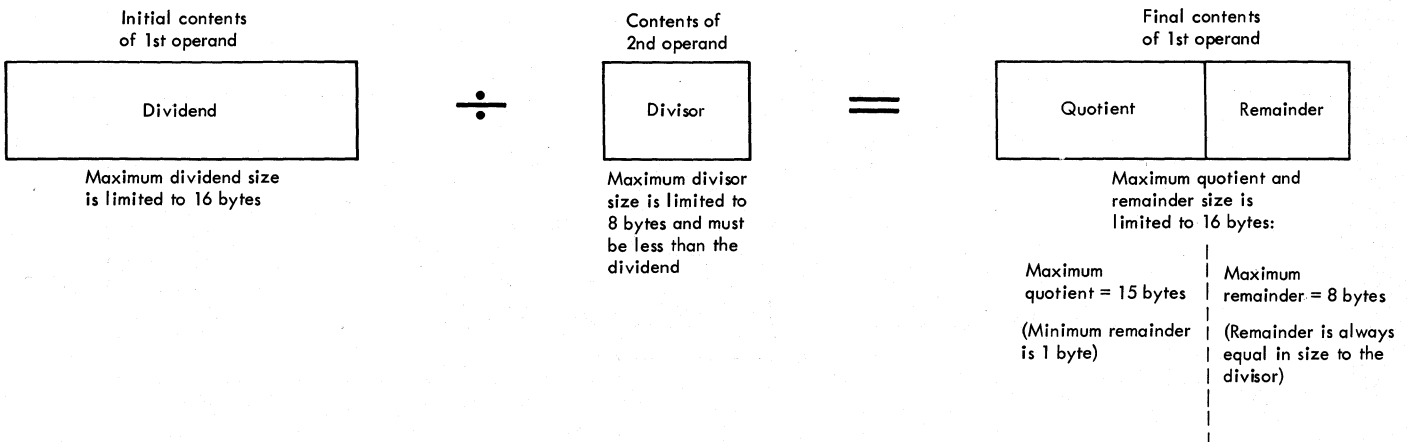 Initial contents
of 1st operand
Dividend
Maximum dividend size
is limited to 16 bytes
÷
Contents of
2nd operand
Divisor
Maximum divisor
size is limited to
8 bytes and must
be less than the
dividend
=
Final contents
of 1st operand
Quotient
Remainder
Maximum quotient and
remainder size is
limited to 16 bytes:
Maximum
quotient = 15 bytes
(Minimum remainder
is 1 byte)
Maximum
remainder = 8 bytes
(Remainder is always
equal in size to the
divisor)